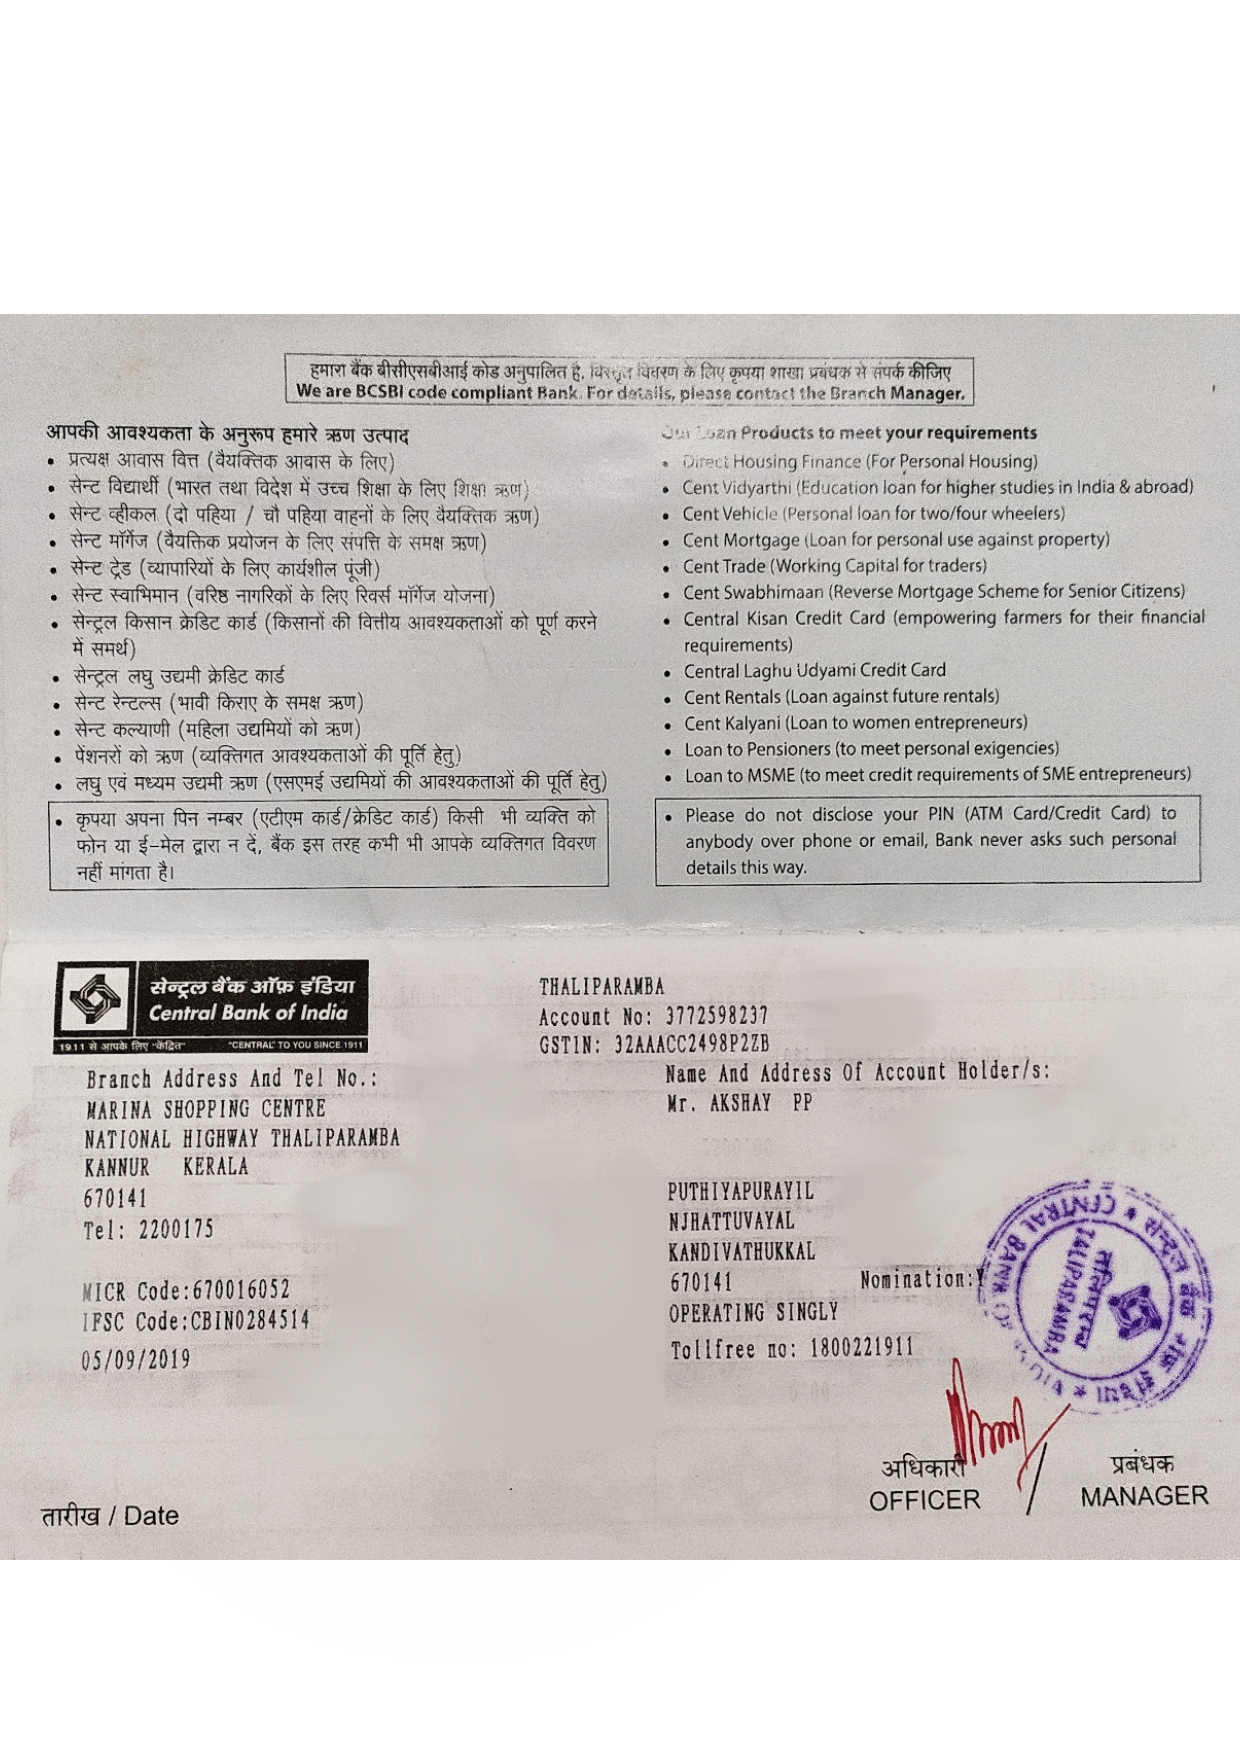 हमारा बैंक बीसीएसबीआई कोड अनुपालित है, विस्तृत विवरण के लिए कृपया शाखा प्रबंधक से संपर्क कीजिए
We are BCSBI code compliant Bank. For details, please contact the Branch Manager.
आपकी आवश्यकता के अनुरूप हमारे ऋण उत्पाद
• प्रत्यक्ष आवास वित्त (वैयक्तिक आवास के लिए)
• सेन्ट विद्यार्थी (भारत तथा विदेश में उच्च शिक्षा के लिए शिक्षा ऋण)
• सेन्ट व्हीकल (दो पहिया / चौ पहिया वाहनों के लिए वैयक्तिक ऋण)
• सेन्ट मॉर्गेज (वैयक्तिक प्रयोजन के लिए संपत्ति के समक्ष ऋण)
• सेन्ट ट्रेड (व्यापारियों के लिए कार्यशील पूंजी)
• सेन्ट स्वाभिमान (वरिष्ठ नागरिकों के लिए रिवर्स मॉर्गेज योजना)
• सेन्ट्रल किसान क्रेडिट कार्ड (किसानों की वित्तीय आवश्यकताओं को पूर्ण करने
में समर्थ)
• सेन्ट्रल लघु उद्यमी क्रेडिट कार्ड
• सेन्ट रेन्टल्स (भावी किराए के समक्ष ऋण)
• सेन्ट कल्याणी (महिला उद्यमियों को ऋण)
• पेंशनरों को ऋण (व्यक्तिगत आवश्यकताओं की पूर्ति हेतु)
• लघु एवं मध्यम उद्यमी ऋण (एसएमई उद्यमियों की आवश्यकताओं की पूर्ति हेतु)
• कृपया अपना पिन नम्बर (एटीएम कार्ड/क्रेडिट कार्ड) किसी भी व्यक्ति को
फोन या ई-मेल द्वारा न दें, बैंक इस तरह कभी भी आपके व्यक्तिगत विवरण
नहीं मांगता है।
Our Loan Products to meet your requirements
• Direct Housing Finance (For Personal Housing)
• Cent Vidyarthi (Education loan for higher studies in India & abroad)
• Cent Vehicle (Personal loan for two/four wheelers)
• Cent Mortgage (Loan for personal use against property)
• Cent Trade (Working Capital for traders)
• Cent Swabhimaan (Reverse Mortgage Scheme for Senior Citizens)
• Central Kisan Credit Card (empowering farmers for their financial
requirements)
• Central Laghu Udyami Credit Card
• Cent Rentals (Loan against future rentals)
• Cent Kalyani (Loan to women entrepreneurs)
• Loan to Pensioners (to meet personal exigencies)
• Loan to MSME (to meet credit requirements of SME entrepreneurs)
• Please do not disclose your PIN (ATM Card/Credit Card) to
anybody over phone or email, Bank never asks such personal
details this way.
सेन्ट्रल बैंक ऑफ़ इंडिया
Central Bank of India
1911 से आपके लिए "केंद्रित" "CENTRAL" TO YOU SINCE 1911
Branch Address And Tel No.:
MARINA SHOPPING CENTRE
NATIONAL HIGHWAY THALIPARAMBA
KANNUR KERALA
670141
Tel: 2200175
MICR Code:670016052
IFSC Code:CBIN0284514
05/09/2019
तारीख / Date
THALIPARAMBA
Account No: 3772598237
GSTIN: 32AAACC2498P2ZB
Name And Address Of Account Holder/s:
Mr. AKSHAY PP
PUTHIYAPURAYIL
NJHATTUVAYAL
KANDIVATHUKKAL
670141 Nomination:Y
OPERATING SINGLY
Tollfree no: 1800221911
सेन्ट्रल बैंक ऑफ इंडिया * CENTRAL BANK OF INDIA *
TALIPARAMBA
अधिकारी / प्रबंधक
OFFICER / MANAGER